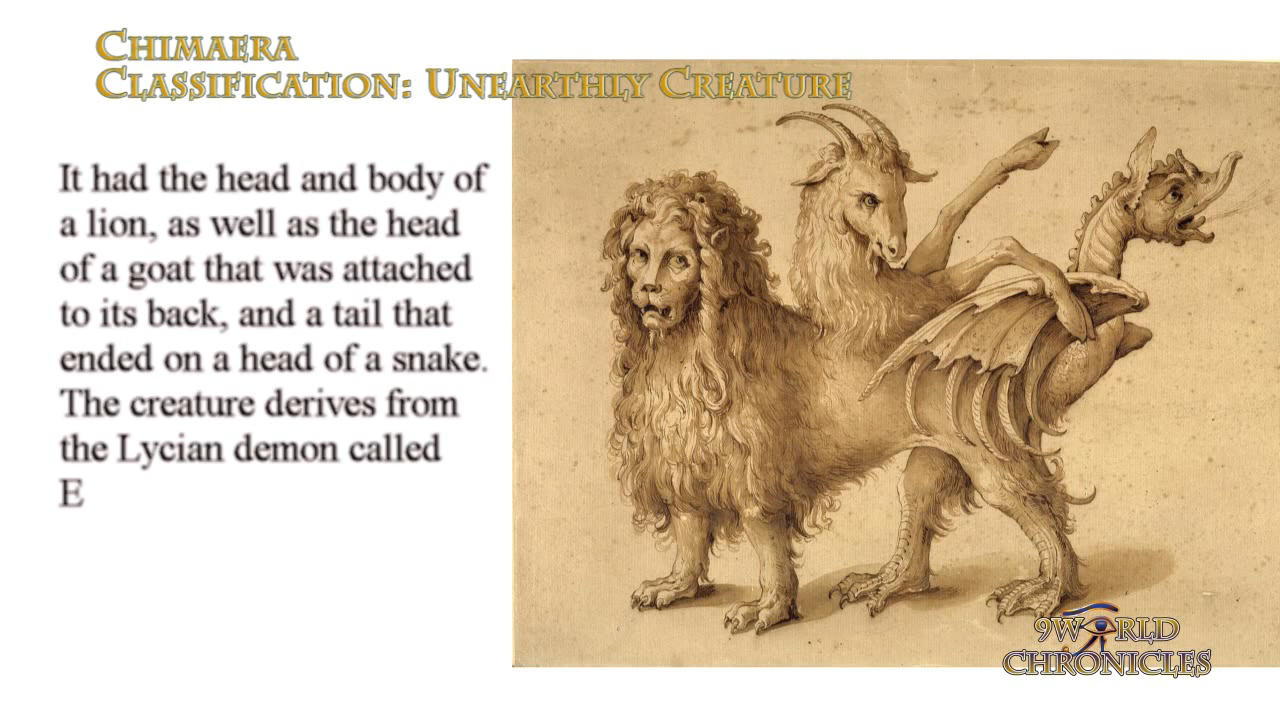 Chimaera
Classification: Unearthly Creature
It had the head and body of
a lion, as well as the head
of a goat that was attached
to its back, and a tail that
ended on a head of a snake.
The creature derives from
the Lycian demon called
E
9WORLD
CHRONICLES